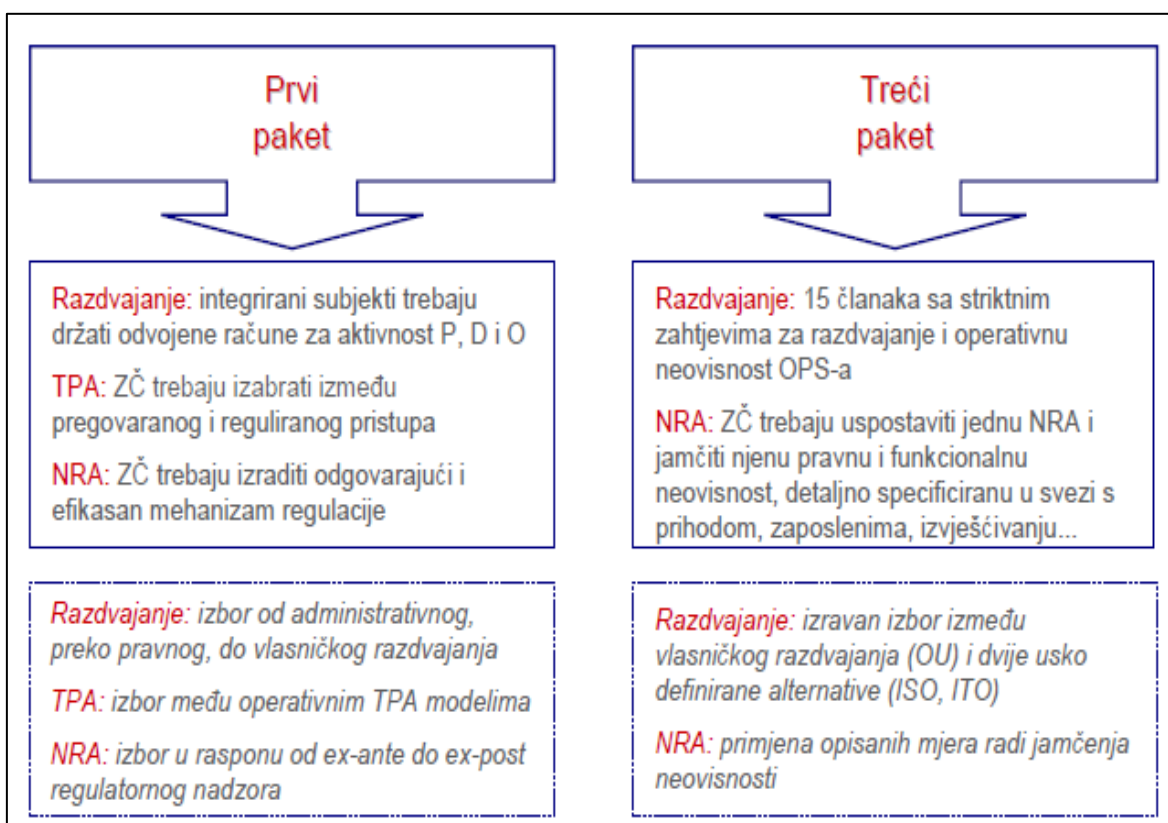 Prvi
paket
Razdvajanje: integrirani subjekti trebaju
držati odvojene račune za aktivnost P, D i O
TPA: ZČ trebaju izabrati između
pregovaranog i reguliranog pristupa
NRA: ZČ trebaju izraditi odgovarajući i
efikasan mehanizam regulacije
Razdvajanje: izbor od administrativnog,
preko pravnog, do vlasničkog razdvajanja
TPA: izbor među operativnim TPA modelima
NRA: izbor u rasponu od ex-ante do ex-post
regulatornog nadzora
Treći
paket
Razdvajanje: 15 članaka sa striktnim
zahtjevima za razdvajanje i operativnu
neovisnost OPS-a
NRA: ZČ trebaju uspostaviti jednu NRA i
jamčiti njenu pravnu i funkcionalnu
neovisnost, detaljno specificiranu u svezi s
prihodom, zaposlenima, izvješćivanju...
Razdvajanje: izravan izbor između
vlasničkog razdvajanja (OU) i dvije usko
definirane alternative (ISO, ITO)
NRA: primjena opisanih mjera radi jamčenja
neovisnosti